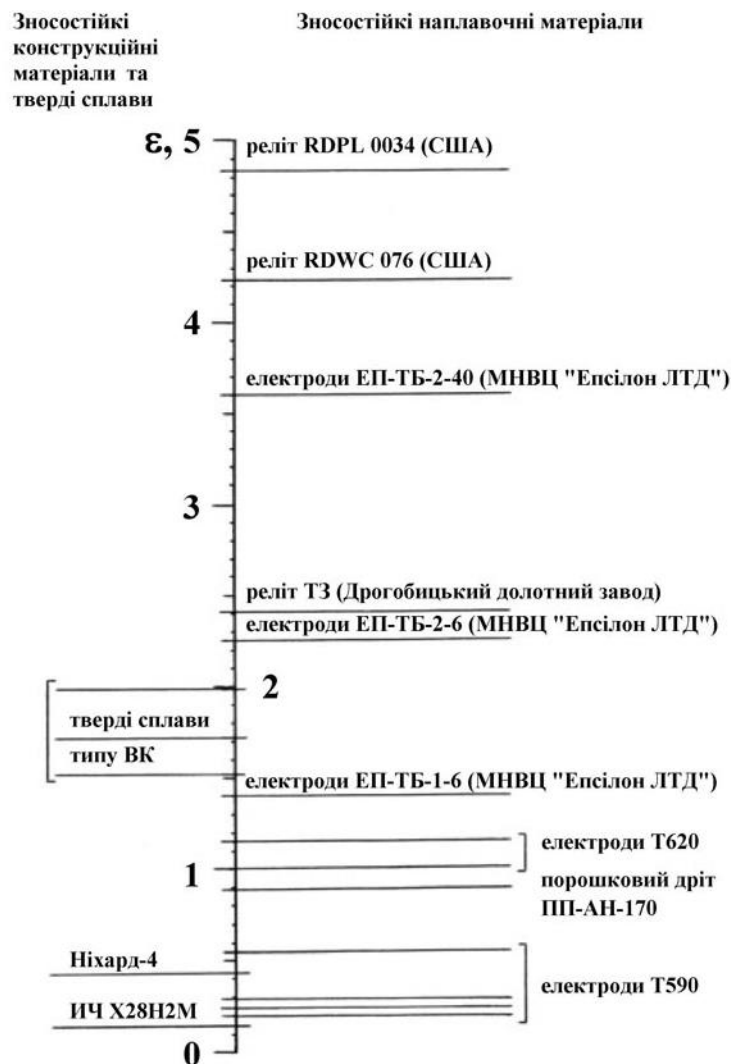 Зносостійкі
конструкційні
матеріали та
тверді сплави
Зносостійкі наплавочні матеріали
ε, 5
реліт RDPL 0034 (США)
реліт RDWC 076 (США)
4
електроди ЕП-ТБ-2-40 (МНВЦ "Епсілон ЛТД")
3
реліт ТЗ (Дрогобицький долотний завод)
електроди ЕП-ТБ-2-6 (МНВЦ "Епсілон ЛТД")
2
тверді сплави
типу ВК
електроди ЕП-ТБ-1-6 (МНВЦ "Епсілон ЛТД")
електроди Т620
1
порошковий дріт
ПП-АН-170
Ніхард-4
електроди Т590
ИЧ Х28Н2М
0